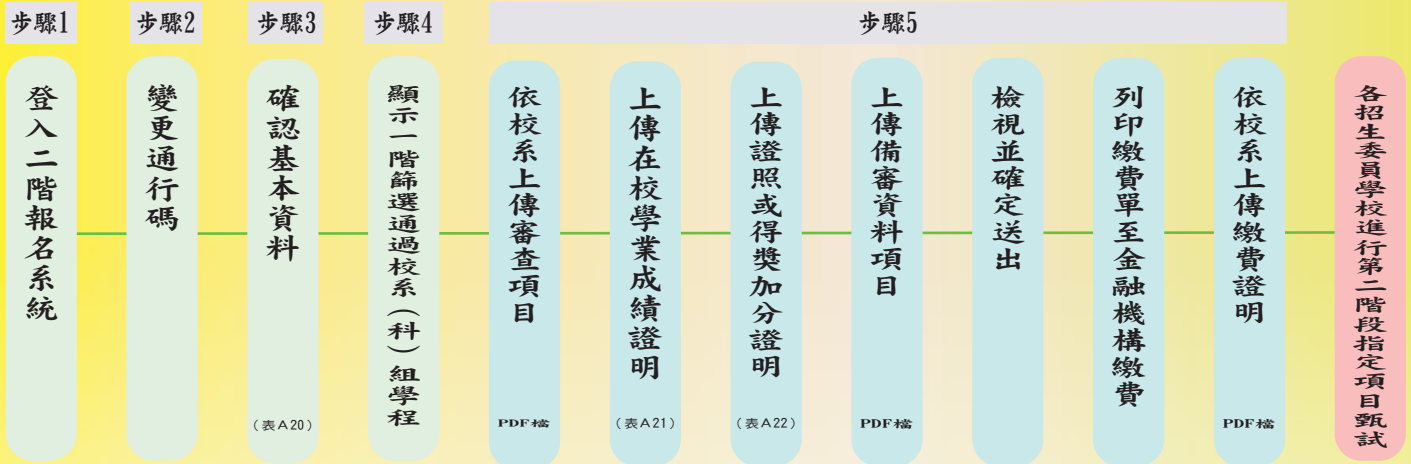 步驟1
步驟2
步驟3
步驟4
步驟5
登入二階報名系統
變更通行碼
確認基本資料
(表A20)
顯示一階篩選通過校系(科)組學程
依校系上傳審查項目
PDF檔
上傳在校學業成績證明
(表A21)
上傳證照或得獎加分證明
(表A22)
上傳備審資料項目
PDF檔
檢視並確定送出
列印繳費單至金融機構繳費
依校系上傳繳費證明
PDF檔
各招生委員學校進行第二階段指定項目甄試